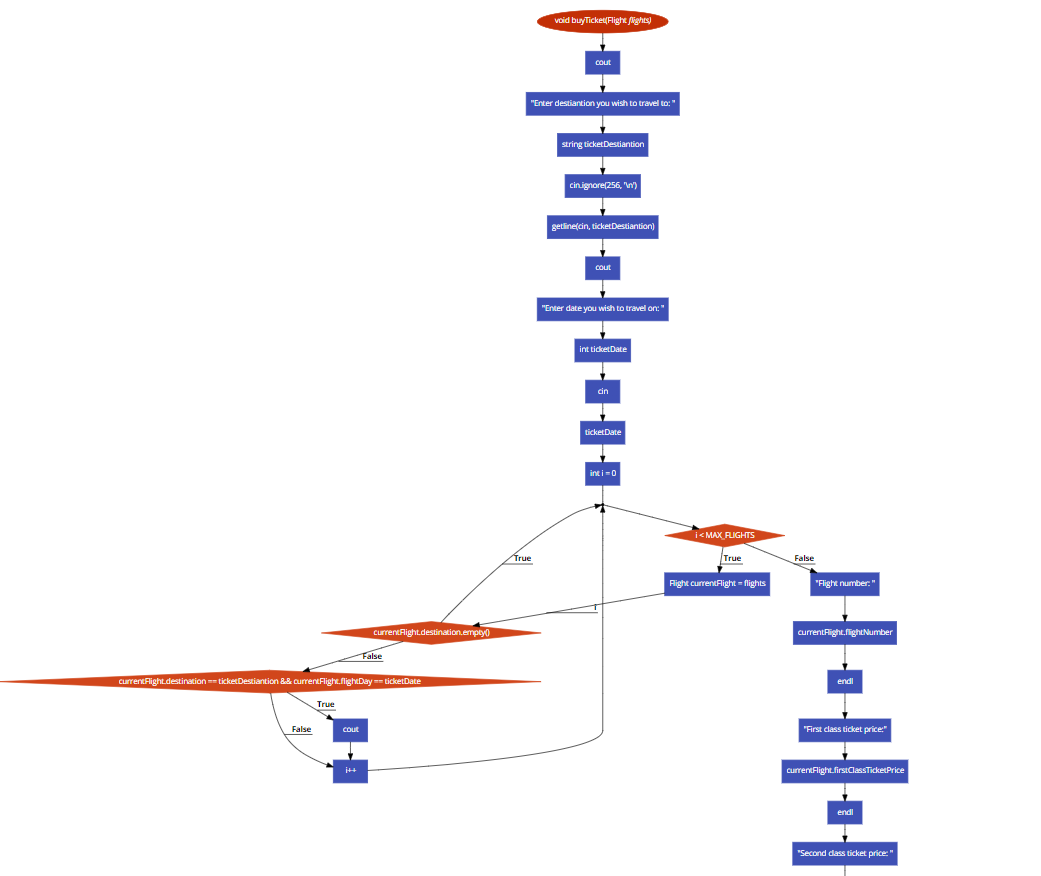 void buyTicket(Flight flights)
cout
"Enter destiantion you wish to travel to: "
string ticketDestiantion
cin.ignore(256, '\n')
getline(cin, ticketDestiantion)
cout
"Enter date you wish to travel on: "
int ticketDate
cin
ticketDate
int i = 0
i < MAX_FLIGHTS
True
True
False
Flight currentFlight = flights
"Flight number: "
i
currentFlight.destination.empty()
currentFlight.flightNumber
False
currentFlight.destination == ticketDestiantion && currentFlight.flightDay == ticketDate
endl
True
False
cout
"First class ticket price:"
i++
currentFlight.firstClassTicketPrice
endl
"Second class ticket price: "